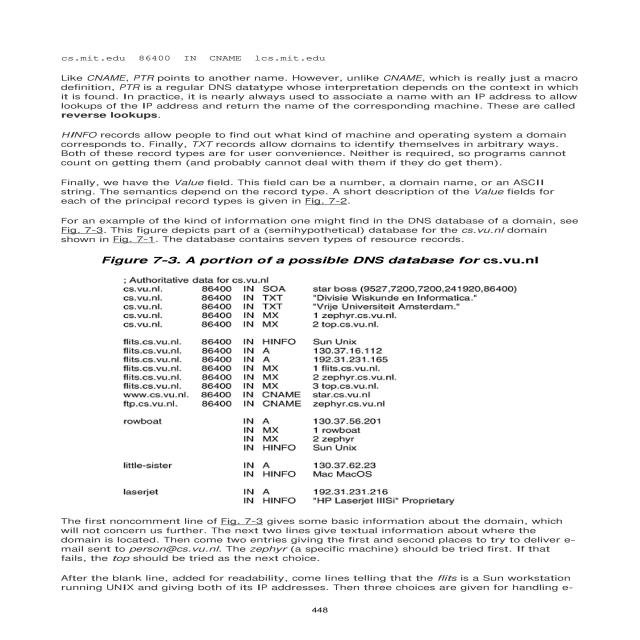 cs.mit.edu 86400 IN CNAME lcs.mit.edu
Like CNAME, PTR points to another name. However, unlike CNAME, which is really just a macro
definition, PTR is a regular DNS datatype whose interpretation depends on the context in which
it is found. In practice, it is nearly always used to associate a name with an IP address to allow
lookups of the IP address and return the name of the corresponding machine. These are called
reverse lookups.
HINFO records allow people to find out what kind of machine and operating system a domain
corresponds to. Finally, TXT records allow domains to identify themselves in arbitrary ways.
Both of these record types are for user convenience. Neither is required, so programs cannot
count on getting them (and probably cannot deal with them if they do get them).
Finally, we have the Value field. This field can be a number, a domain name, or an ASCII
string. The semantics depend on the record type. A short description of the Value fields for
each of the principal record types is given in Fig. 7-2.
For an example of the kind of information one might find in the DNS database of a domain, see
Fig. 7-3. This figure depicts part of a (semihypothetical) database for the cs.vu.nl domain
shown in Fig. 7-1. The database contains seven types of resource records.
Figure 7-3. A portion of a possible DNS database for cs.vu.nl
; Authoritative data for cs.vu.nl
cs.vu.nl. 86400 IN SOA star boss (9527,7200,7200,241920,86400)
cs.vu.nl. 86400 IN TXT "Divisie Wiskunde en Informatica."
cs.vu.nl. 86400 IN TXT "Vrije Universiteit Amsterdam."
cs.vu.nl. 86400 IN MX 1 zephyr.cs.vu.nl.
cs.vu.nl. 86400 IN MX 2 top.cs.vu.nl.
flits.cs.vu.nl. 86400 IN HINFO Sun Unix
flits.cs.vu.nl. 86400 IN A 130.37.16.112
flits.cs.vu.nl. 86400 IN A 192.31.231.165
flits.cs.vu.nl. 86400 IN MX 1 flits.cs.vu.nl.
flits.cs.vu.nl. 86400 IN MX 2 zephyr.cs.vu.nl.
flits.cs.vu.nl. 86400 IN MX 3 top.cs.vu.nl.
www.cs.vu.nl. 86400 IN CNAME star.cs.vu.nl
ftp.cs.vu.nl. 86400 IN CNAME zephyr.cs.vu.nl
rowboat IN A 130.37.56.201
IN MX 1 rowboat
IN MX 2 zephyr
IN HINFO Sun Unix
little-sister IN A 130.37.62.23
IN HINFO Mac MacOS
laserjet IN A 192.31.231.216
IN HINFO "HP Laserjet IIISi" Proprietary
The first noncomment line of Fig. 7-3 gives some basic information about the domain, which
will not concern us further. The next two lines give textual information about where the
domain is located. Then come two entries giving the first and second places to try to deliver e-
mail sent to person@cs.vu.nl. The zephyr (a specific machine) should be tried first. If that
fails, the top should be tried as the next choice.
After the blank line, added for readability, come lines telling that the flits is a Sun workstation
running UNIX and giving both of its IP addresses. Then three choices are given for handling e-
448